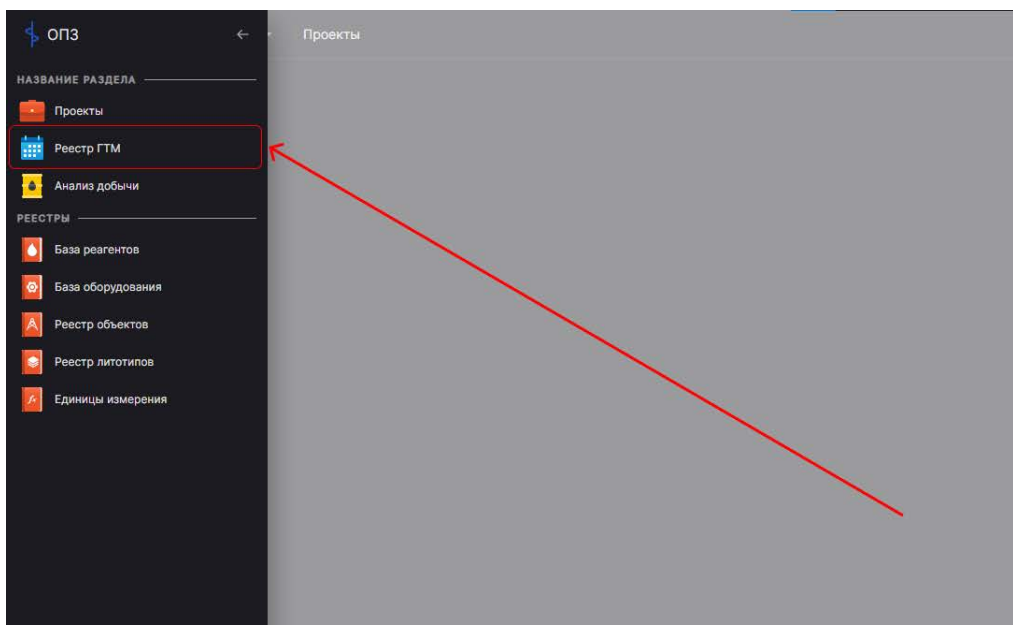 ОПЗ
Проекты
НАЗВАНИЕ РАЗДЕЛА
Проекты
Реестр ГТМ
Анализ добычи
РЕЕСТРЫ
База реагентов
База оборудования
Реестр объектов
Реестр литотипов
Единицы измерения